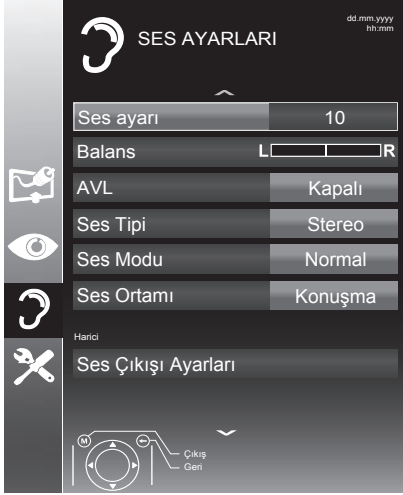 SES AYARLARI
dd.mm.yyyy
hh:mm
Ses ayarı 10
Balans L R
AVL Kapalı
Ses Tipi Stereo
Ses Modu Normal
Ses Ortamı Konuşma
Harici
Ses Çıkışı Ayarları
M
Çıkış
Geri